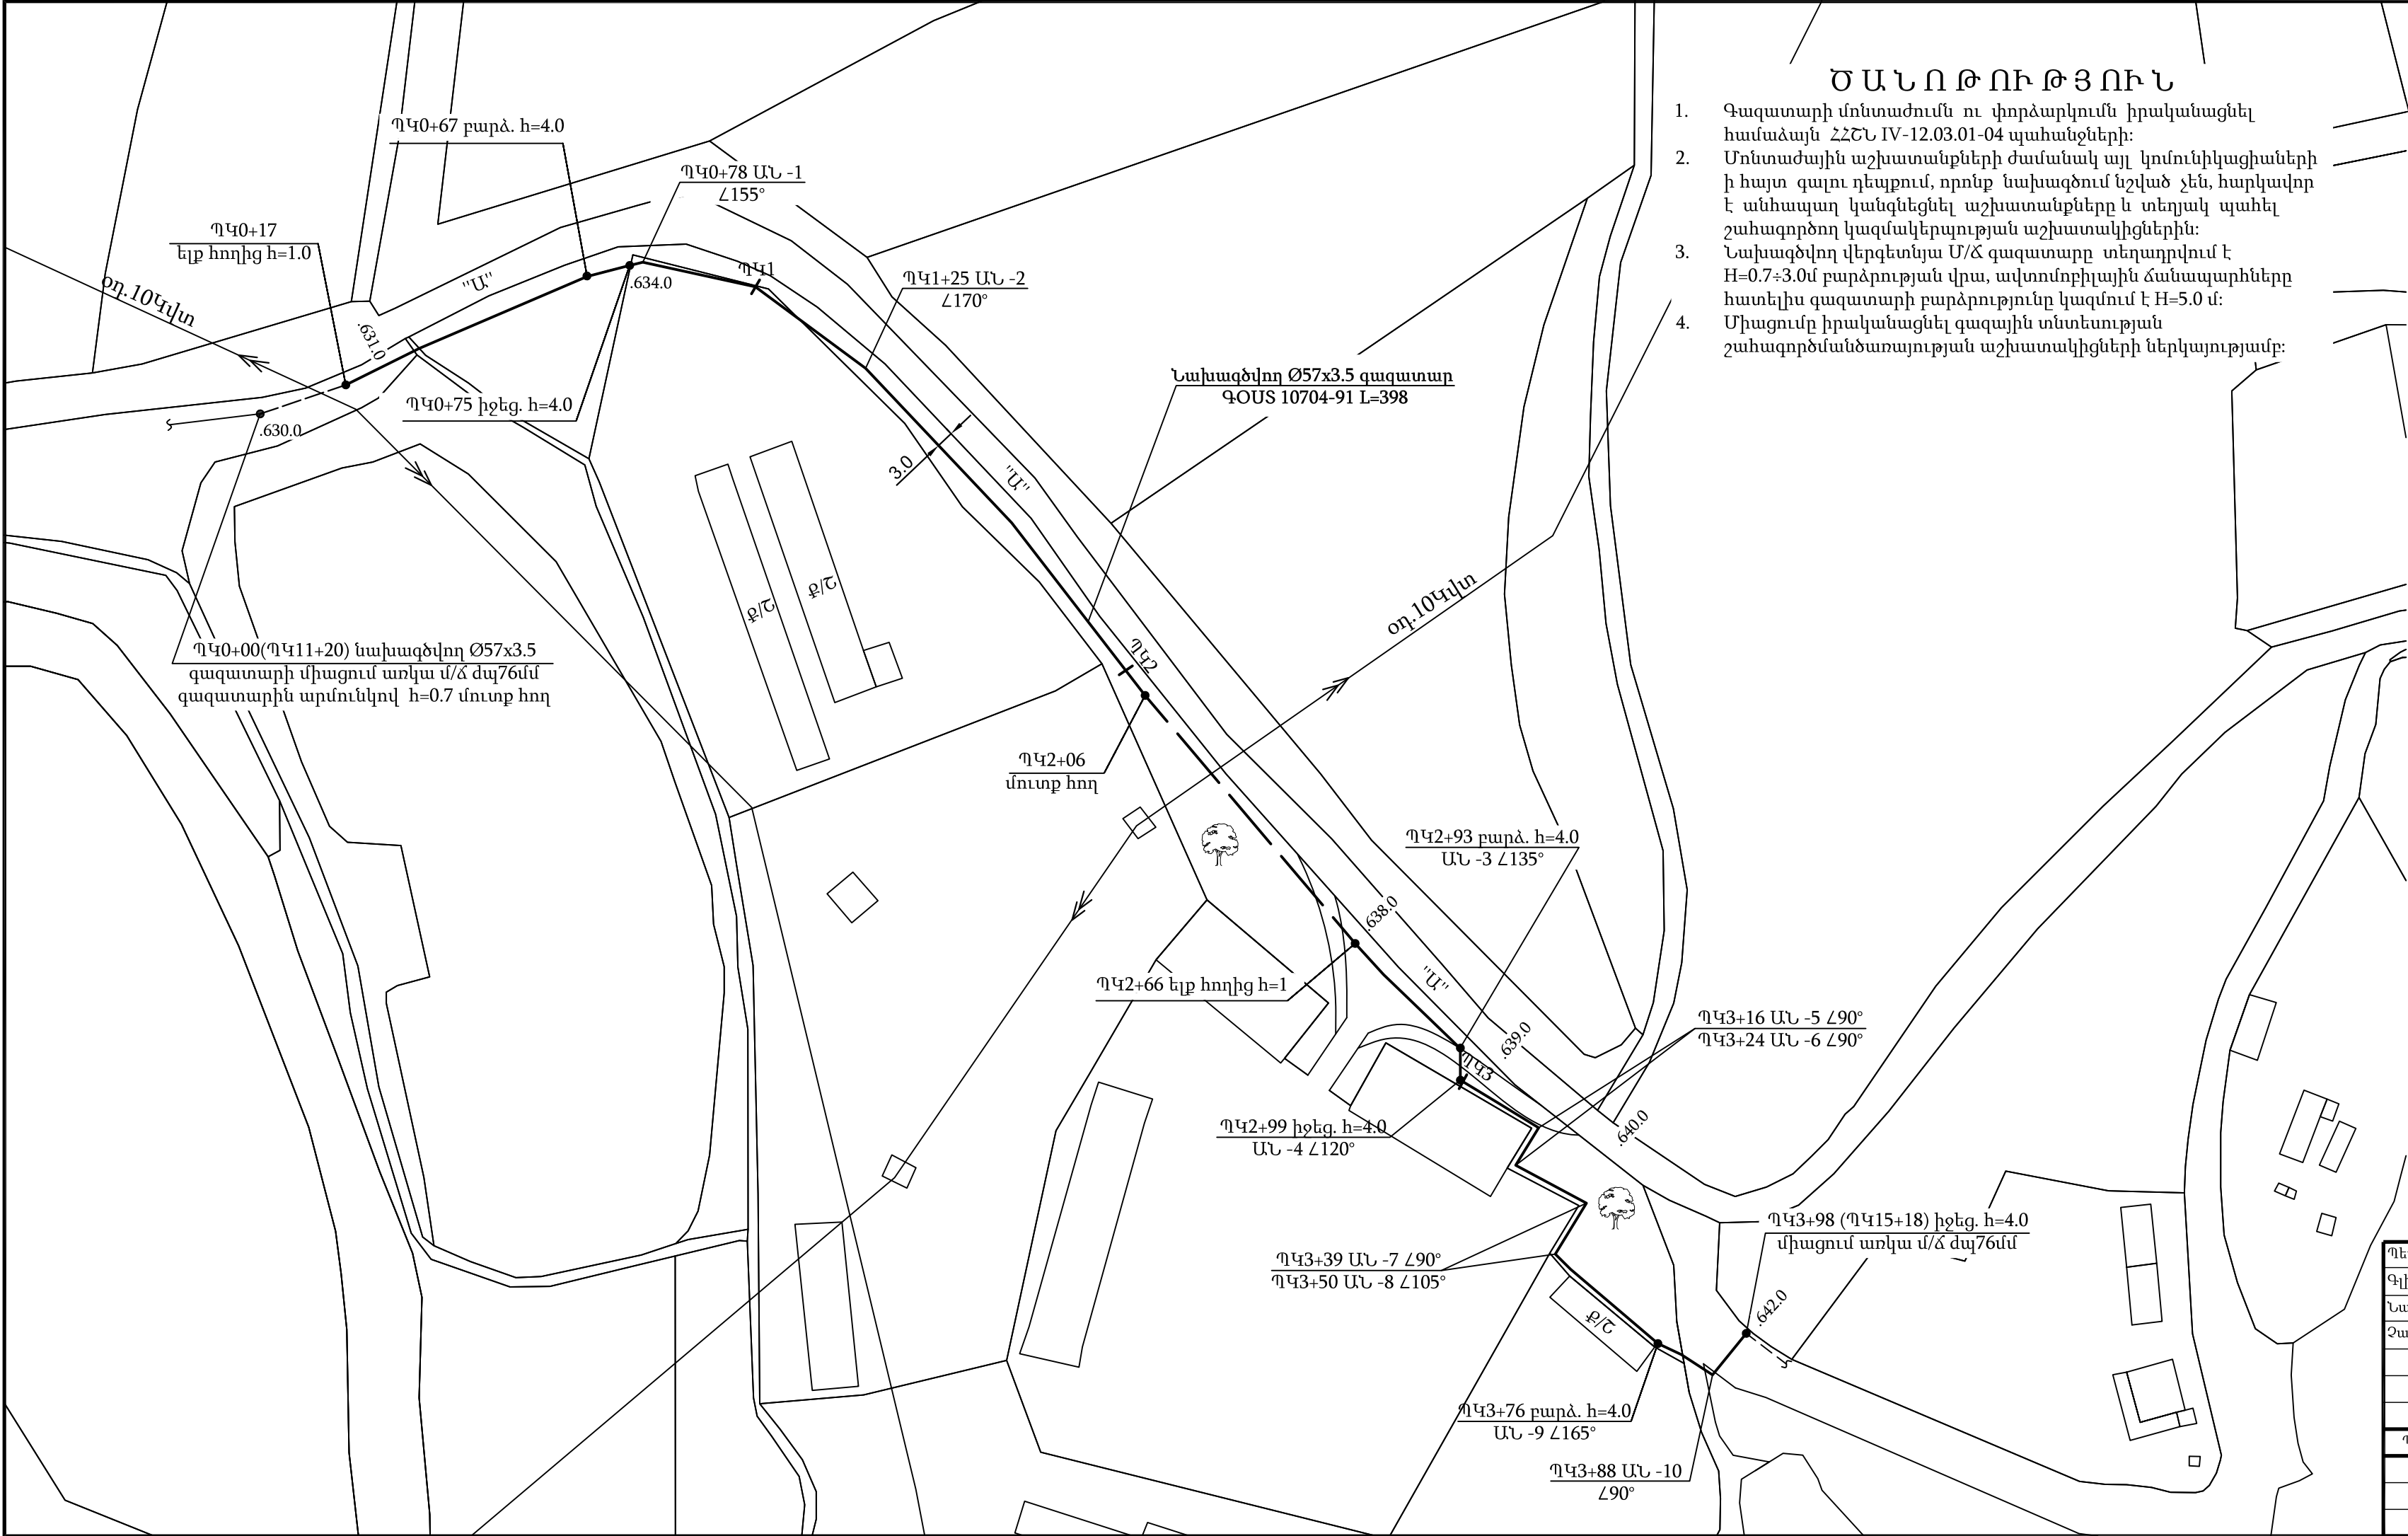 ԾԱՆՈԹՈՒԹՅՈՒՆ
1. Գազատարի մոնտաժումն ու փորձարկումն իրականացնել
համաձայն ՀՀՇՆ IV-12.03.01-04 պահանջների:
2. Մոնտաժային աշխատանքների ժամանակ այլ կոմունիկացիաների
ի հայտ գալու դեպքում, որոնք նախագծում նշված չեն, հարկավոր
է անհապաղ կանգնեցնել աշխատանքները և տեղյակ պահել
շահագործող կազմակերպության աշխատակիցներին:
3. Նախագծվող վերգետնյա Մ/Ճ գազատարը տեղադրվում է
H=0.7÷3.0մ բարձրության վրա, ավտոմոբիլային ճանապարհները
հատելիս գազատարի բարձրությունը կազմում է H=5.0 մ:
4. Միացումը իրականացնել գազային տնտեսության
շահագործմանծառայության աշխատակիցների ներկայությամբ:
ՊԿ0+67 բարձ. h=4.0
ՊԿ0+78 ԱՆ -1
∠155°
ՊԿ0+17
ելք հողից h=1.0
օդ.10Կվտ
"Ա"
.634.0
ՊԿ1
ՊԿ1+25 ԱՆ -2
∠170°
.631.0
Նախագծվող Ø57x3.5 գազատար
ԳՕՍՏ 10704-91 L=398
ՊԿ0+75 իջեց. h=4.0
.630.0
3.0
"Ա"
Ք/Շ
Ք/Շ
օդ.10Կվտ
ՊԿ0+00(ՊԿ11+20) նախագծվող Ø57x3.5
գազատարի միացում առկա մ/ճ դպ76մմ
գազատարին արմունկով h=0.7 մուտք հող
ՊԿ2
ՊԿ2+06
մուտք հող
ՊԿ2+93 բարձ. h=4.0
ԱՆ -3 ∠135°
.638.0
ՊԿ2+66 ելք հողից h=1
"Ա"
ՊԿ3+16 ԱՆ -5 ∠90°
ՊԿ3+24 ԱՆ -6 ∠90°
.639.0
ՊԿ3
ՊԿ2+99 իջեց. h=4.0
ԱՆ -4 ∠120°
.640.0
ՊԿ3+98 (ՊԿ15+18) իջեց. h=4.0
միացում առկա մ/ճ դպ76մմ
ՊԿ3+39 ԱՆ -7 ∠90°
ՊԿ3+50 ԱՆ -8 ∠105°
.642.0
Ք/Շ
ՊԿ3+76 բարձ. h=4.0
ԱՆ -9 ∠165°
ՊԿ3+88 ԱՆ -10
∠90°